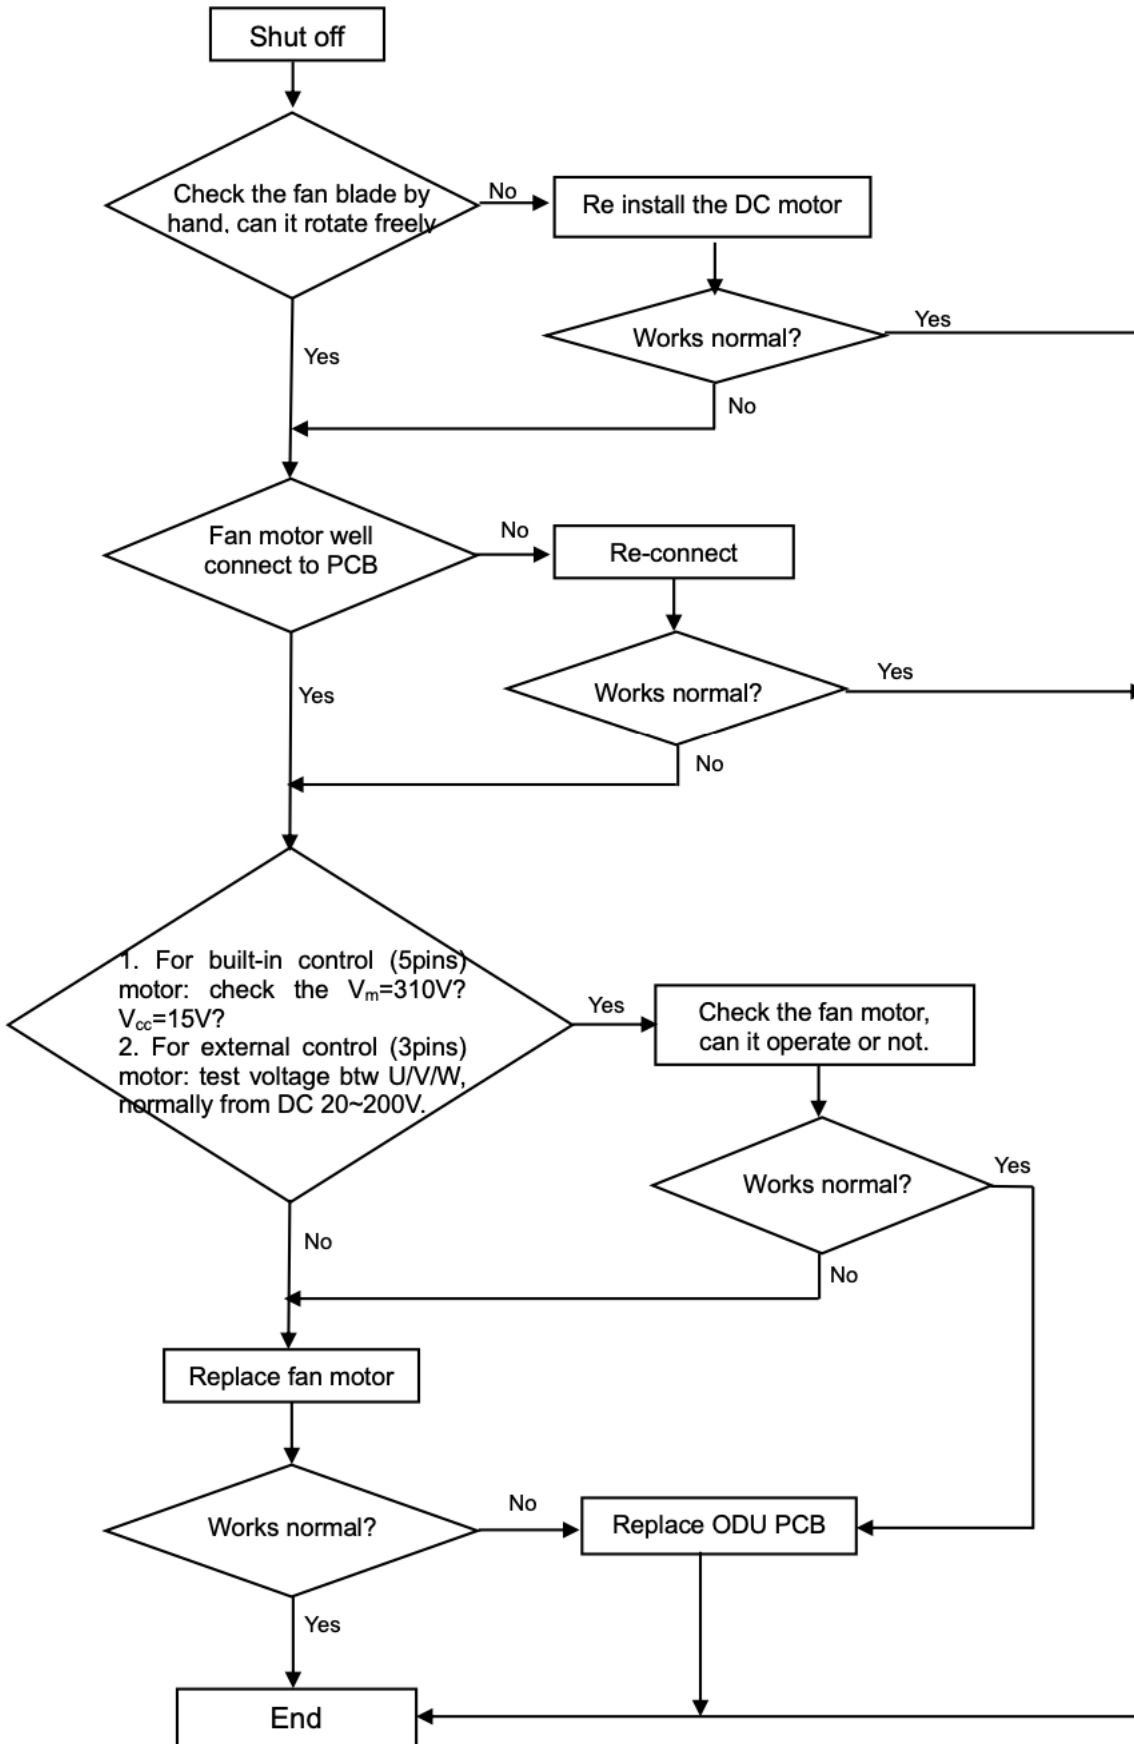 Shut off
Check the fan blade by
hand, can it rotate freely
No
Re install the DC motor
Works normal?
Yes
Yes
No
Fan motor well
connect to PCB
No
Re-connect
Works normal?
Yes
Yes
No
1. For built-in control (5pins)
motor: check the Vm=310V?
Vcc=15V?
2. For external control (3pins)
motor: test voltage btw U/V/W,
normally from DC 20~200V.
Yes
Check the fan motor,
can it operate or not.
Works normal?
Yes
No
No
Replace fan motor
Works normal?
No
Replace ODU PCB
Yes
End